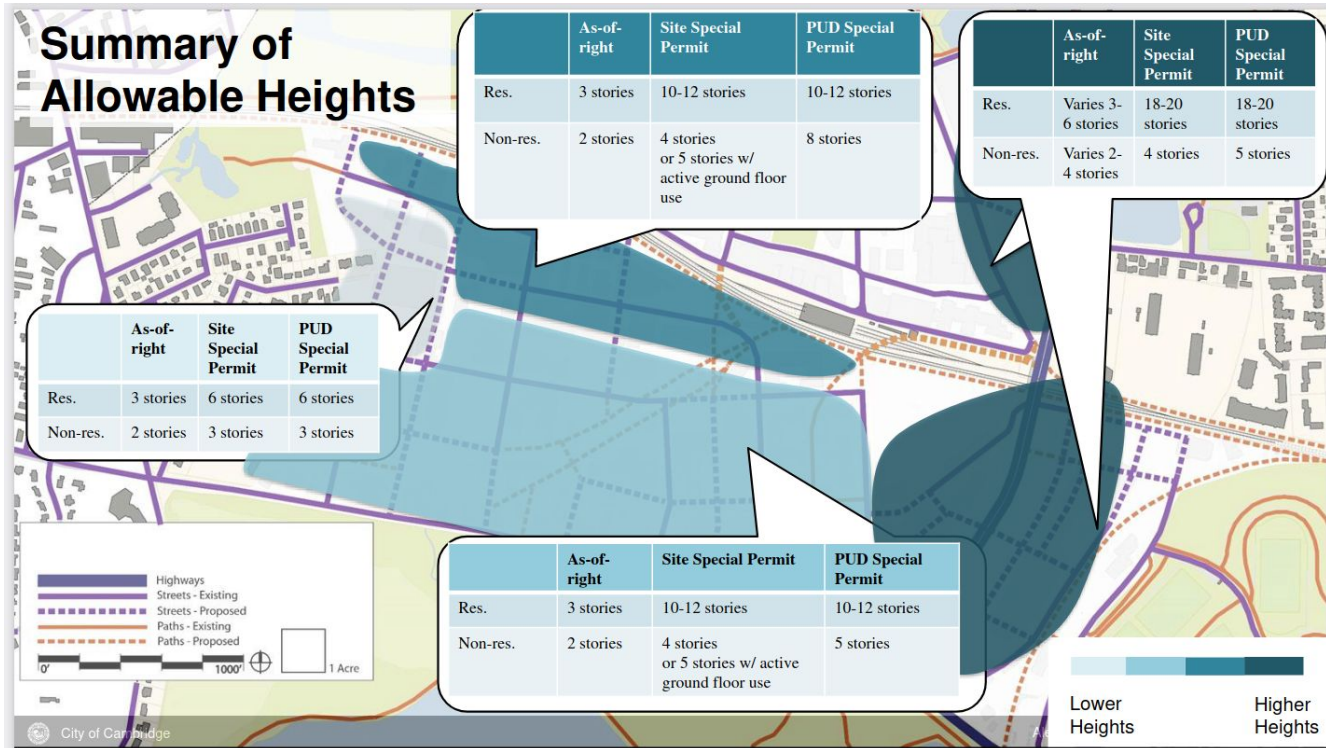 Summary of
Allowable Heights
As-of-
right
Site Special
Permit
PUD Special
Permit
Res.
3 stories
10-12 stories
10-12 stories
Non-res.
2 stories
4 stories
or 5 stories w/
active ground floor
use
8 stories
As-of-
right
Site
Special
Permit
PUD
Special
Permit
Res.
Varies 3-
6 stories
18-20
stories
18-20
stories
Non-res.
Varies 2-
4 stories
4 stories
5 stories
As-of-
right
Site
Special
Permit
PUD
Special
Permit
Res.
3 stories
6 stories
6 stories
Non-res.
2 stories
3 stories
3 stories
As-of-
right
Site Special Permit
PUD Special
Permit
Res.
3 stories
10-12 stories
10-12 stories
Non-res.
2 stories
4 stories
or 5 stories w/ active
ground floor use
5 stories
Highways
Streets - Existing
Streets - Proposed
Paths - Existing
Paths - Proposed
0'
1000'
1 Acre
Lower
Heights
Higher
Heights
City of Cambridge